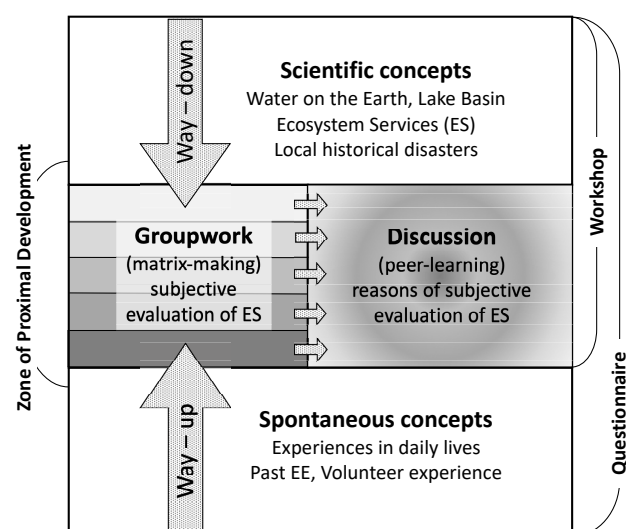 Way – down
Scientific concepts
Water on the Earth, Lake Basin
Ecosystem Services (ES)
Local historical disasters
Zone of Proximal Development
Groupwork
(matrix-making)
subjective
evaluation of ES
Discussion
(peer-learning)
reasons of subjective
evaluation of ES
Workshop
Questionnaire
Way – up
Spontaneous concepts
Experiences in daily lives
Past EE, Volunteer experience